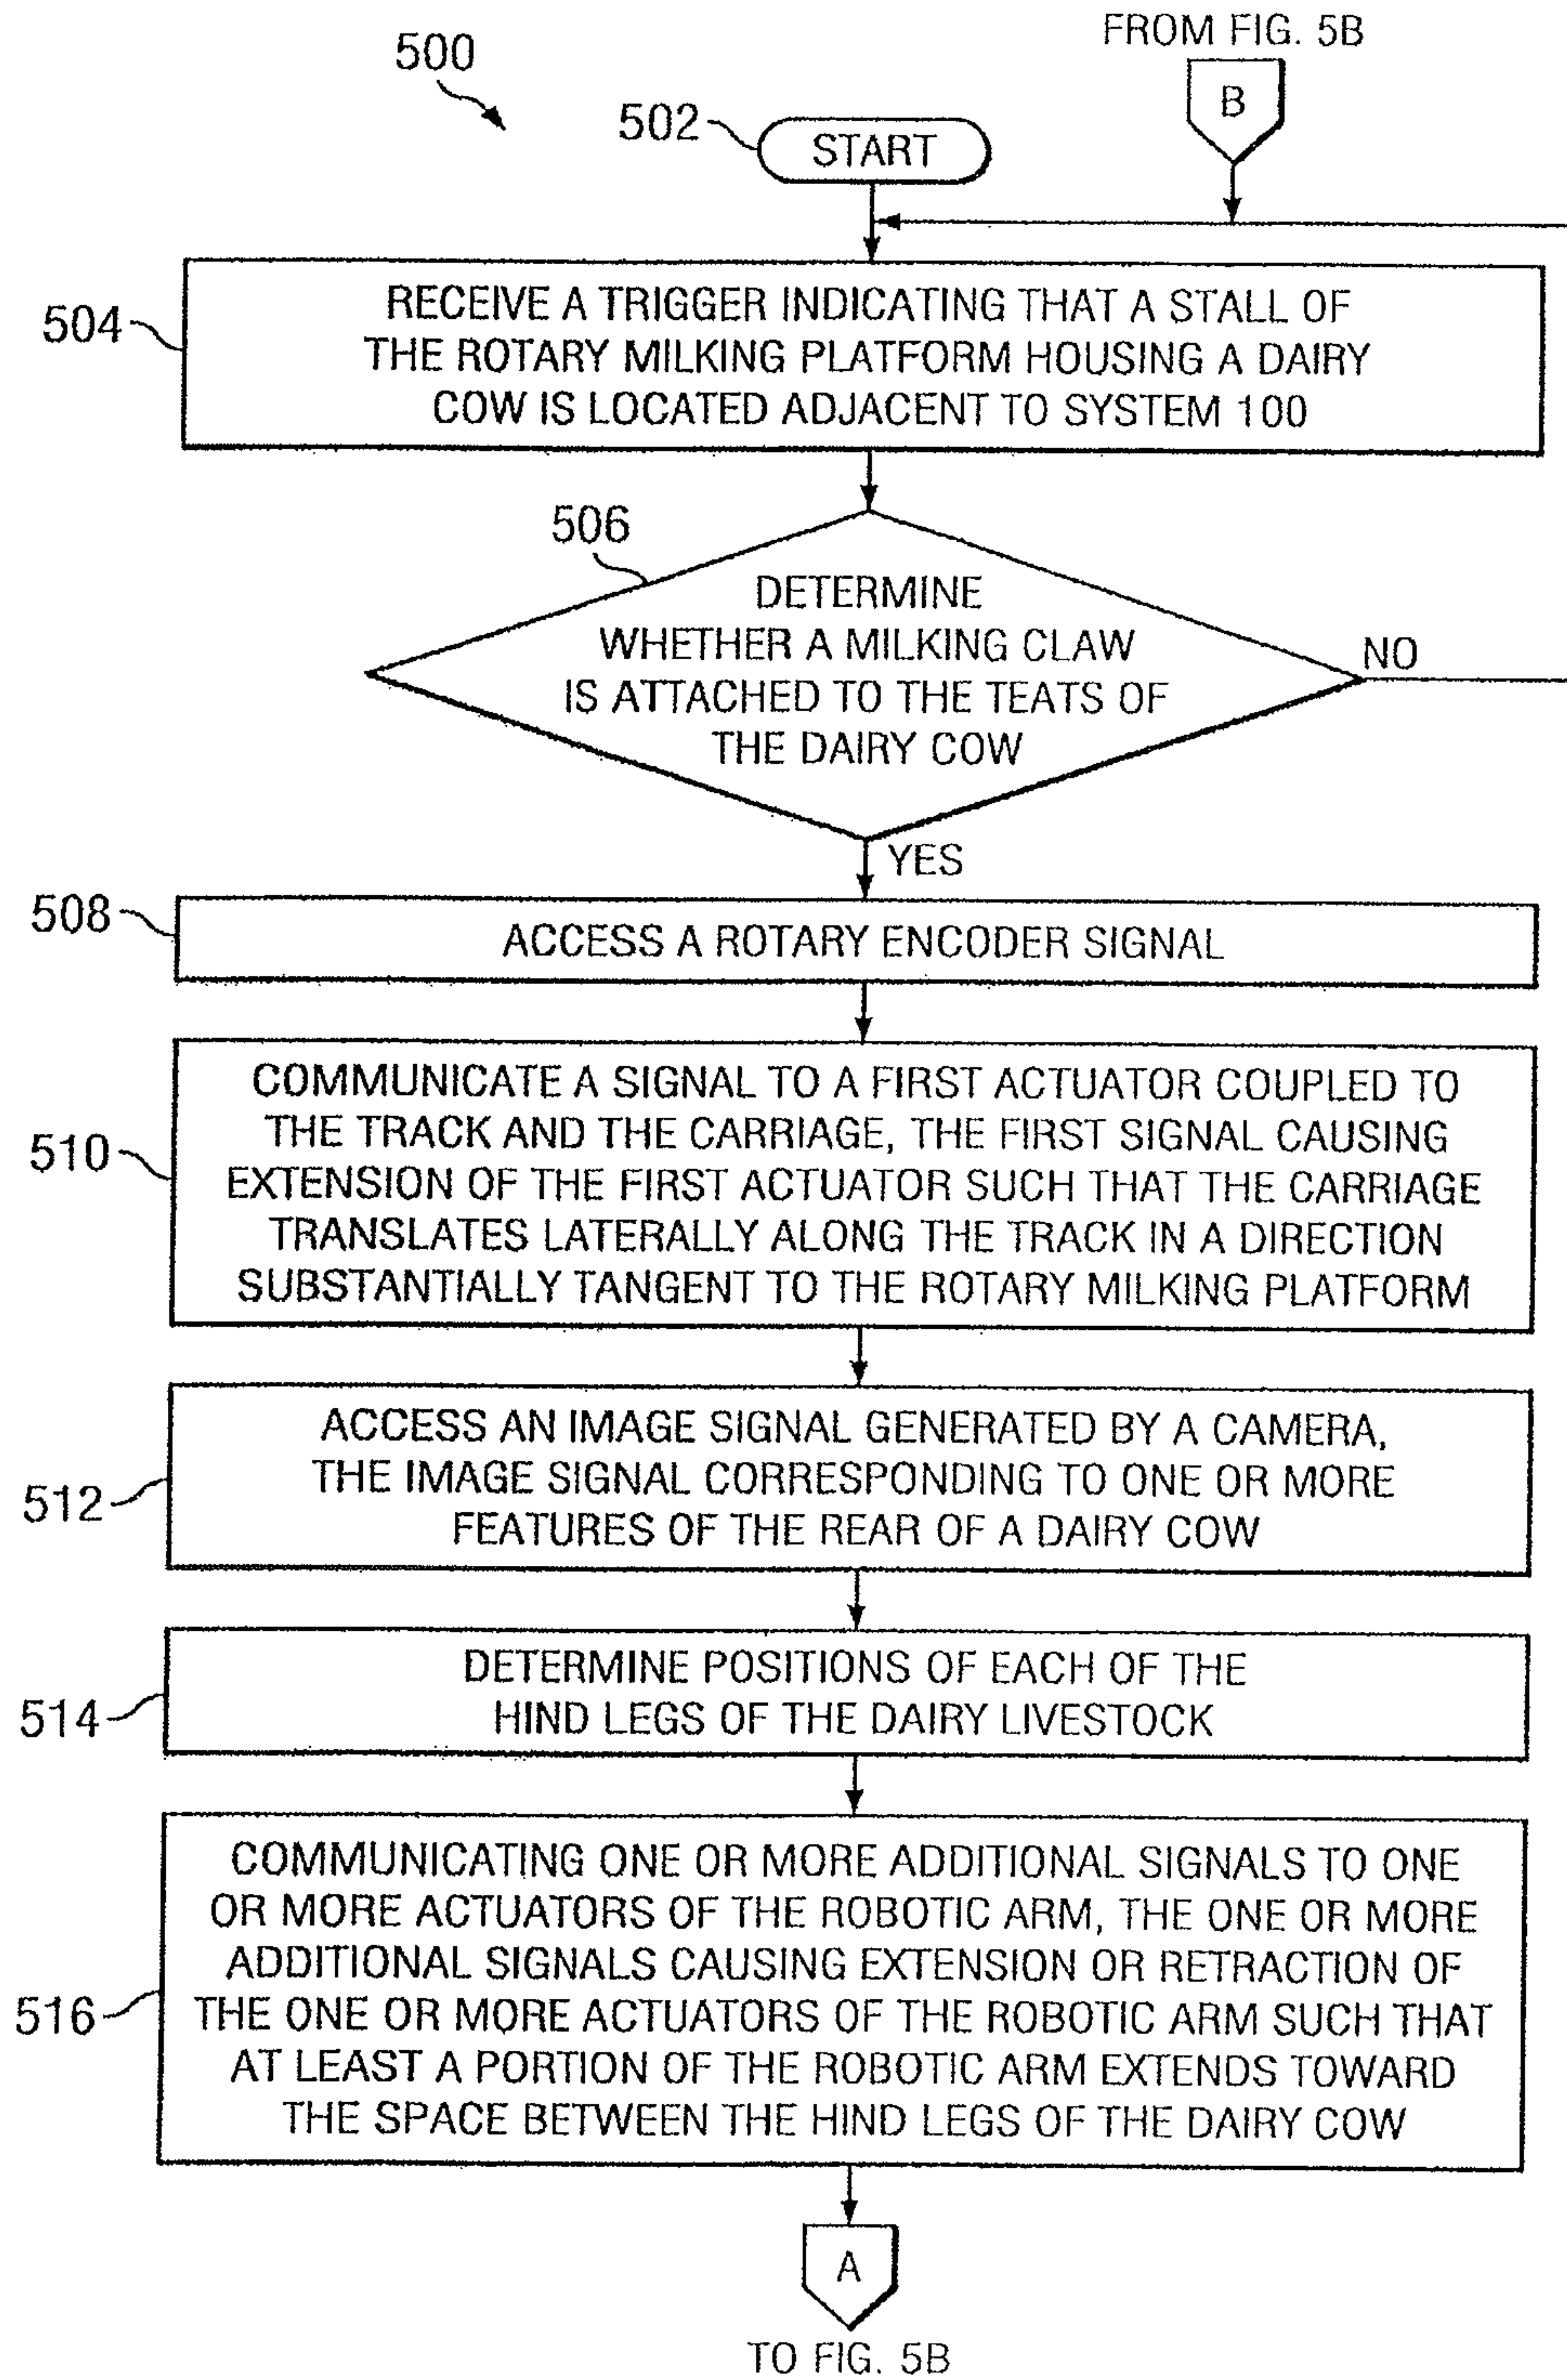 FROM FIG. 5B
500
B
502
START
504
RECEIVE A TRIGGER INDICATING THAT A STALL OF
THE ROTARY MILKING PLATFORM HOUSING A DAIRY
COW IS LOCATED ADJACENT TO SYSTEM 100
506
DETERMINE
WHETHER A MILKING CLAW
IS ATTACHED TO THE TEATS OF
THE DAIRY COW
NO
YES
508
ACCESS A ROTARY ENCODER SIGNAL
510
COMMUNICATE A SIGNAL TO A FIRST ACTUATOR COUPLED TO
THE TRACK AND THE CARRIAGE, THE FIRST SIGNAL CAUSING
EXTENSION OF THE FIRST ACTUATOR SUCH THAT THE CARRIAGE
TRANSLATES LATERALLY ALONG THE TRACK IN A DIRECTION
SUBSTANTIALLY TANGENT TO THE ROTARY MILKING PLATFORM
512
ACCESS AN IMAGE SIGNAL GENERATED BY A CAMERA,
THE IMAGE SIGNAL CORRESPONDING TO ONE OR MORE
FEATURES OF THE REAR OF A DAIRY COW
514
DETERMINE POSITIONS OF EACH OF THE
HIND LEGS OF THE DAIRY LIVESTOCK
516
COMMUNICATING ONE OR MORE ADDITIONAL SIGNALS TO ONE
OR MORE ACTUATORS OF THE ROBOTIC ARM, THE ONE OR MORE
ADDITIONAL SIGNALS CAUSING EXTENSION OR RETRACTION OF
THE ONE OR MORE ACTUATORS OF THE ROBOTIC ARM SUCH THAT
AT LEAST A PORTION OF THE ROBOTIC ARM EXTENDS TOWARD
THE SPACE BETWEEN THE HIND LEGS OF THE DAIRY COW
A
TO FIG. 5B